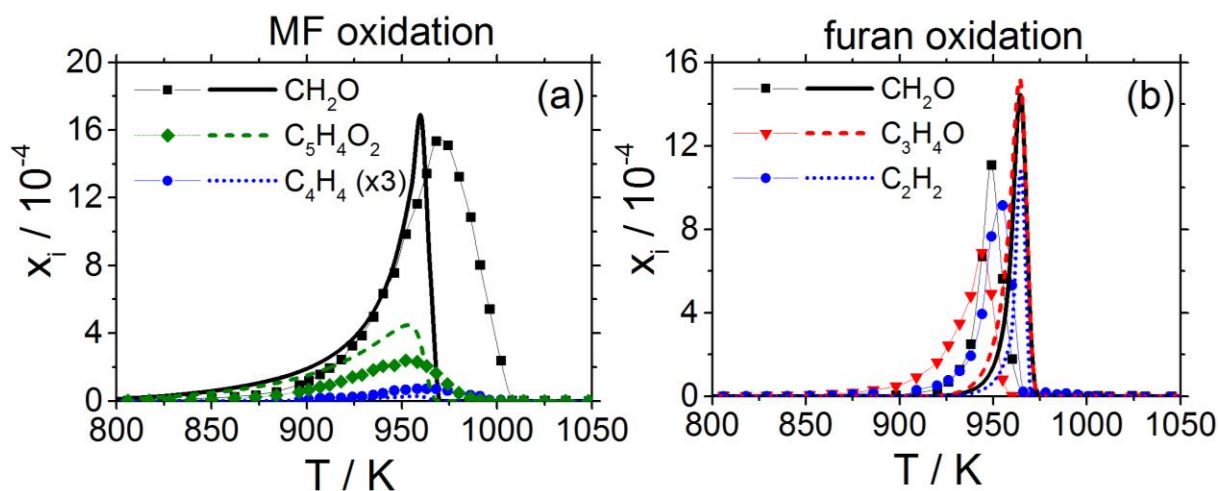 MF oxidation
(a)
CH₂O
C₅H₄O₂
C₄H₄ (x3)
xᵢ / 10⁻⁴
20
16
12
8
4
0
800 850 900 950 1000 1050
T / K
furan oxidation
(b)
CH₂O
C₃H₄O
C₂H₂
xᵢ / 10⁻⁴
16
12
8
4
0
800 850 900 950 1000 1050
T / K